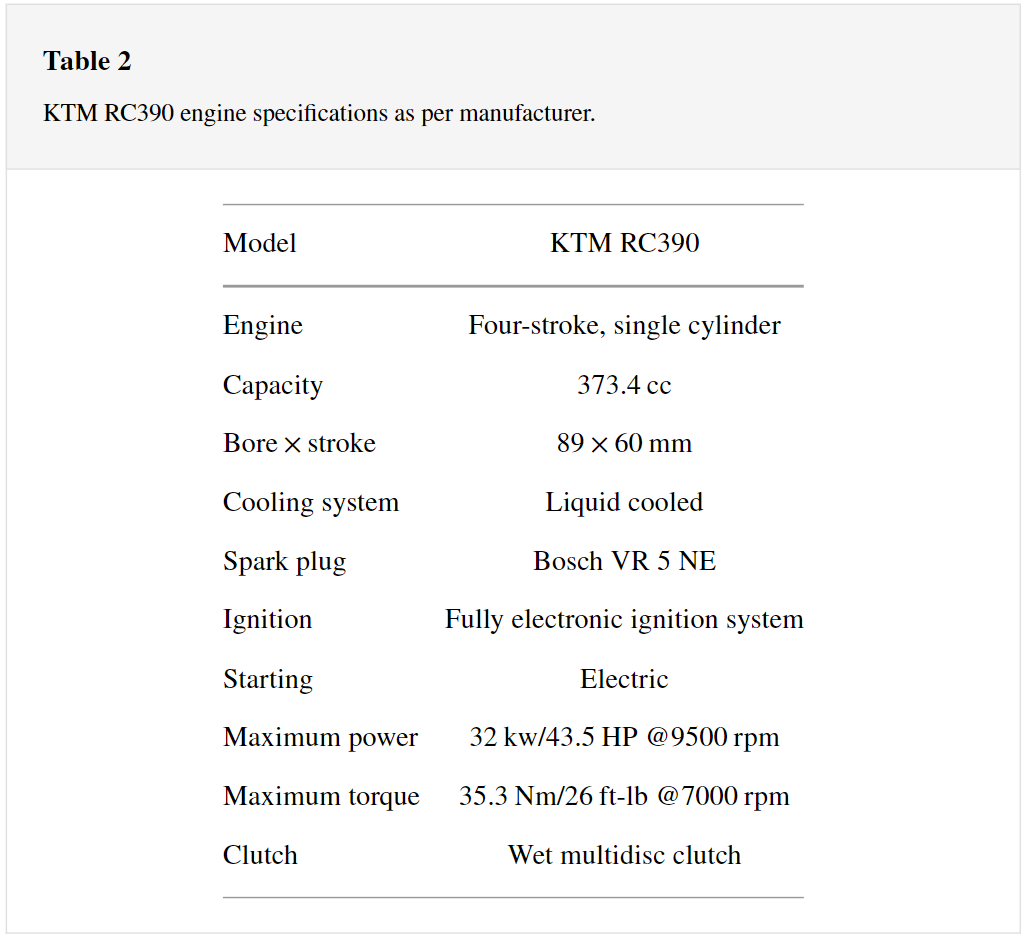 Table 2
KTM RC390 engine specifications as per manufacturer.
Model KTM RC390
Engine Four-stroke, single cylinder
Capacity 373.4 cc
Bore × stroke 89 × 60 mm
Cooling system Liquid cooled
Spark plug Bosch VR 5 NE
Ignition Fully electronic ignition system
Starting Electric
Maximum power 32 kw/43.5 HP @9500 rpm
Maximum torque 35.3 Nm/26 ft-lb @7000 rpm
Clutch Wet multidisc clutch